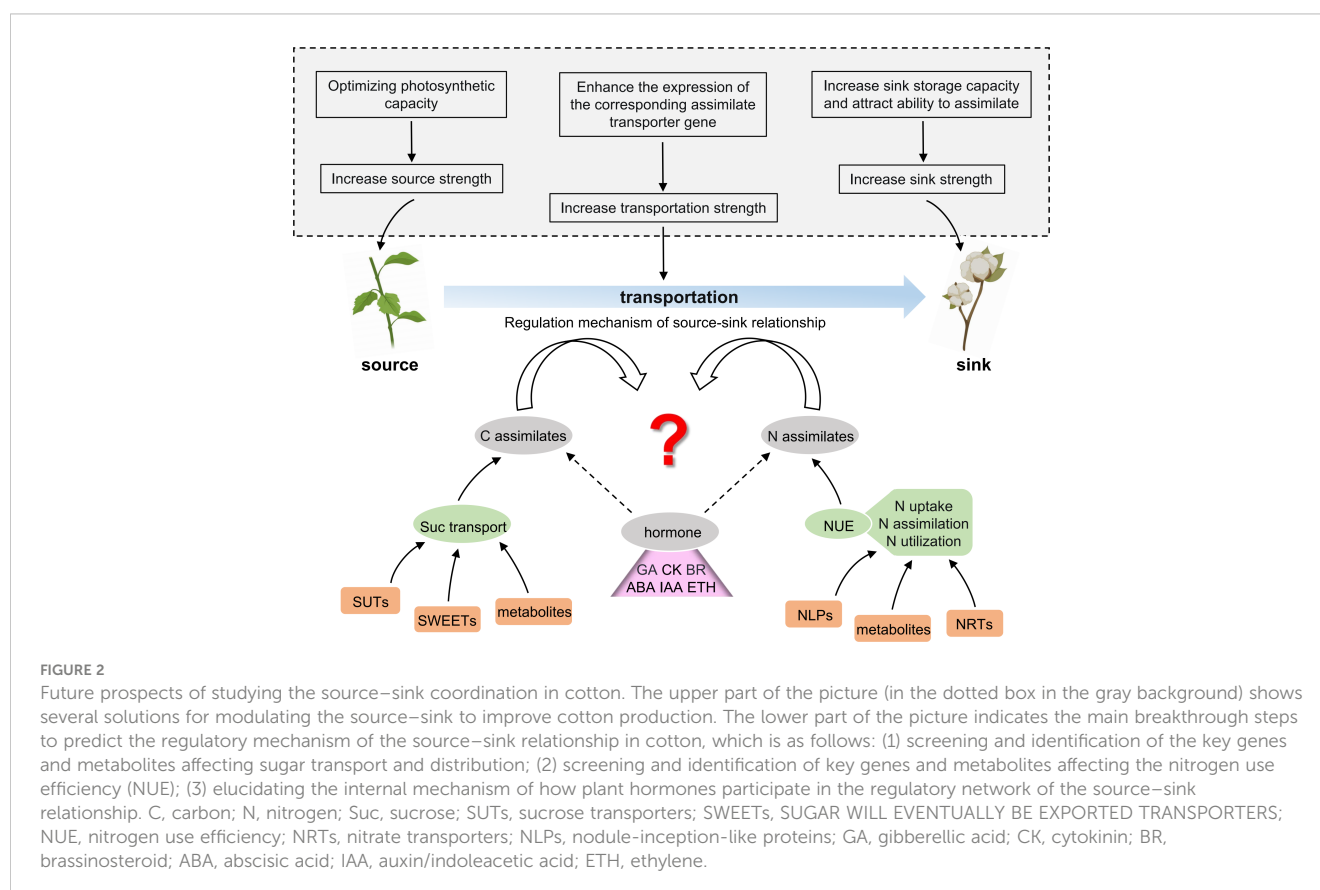 Optimizing photosynthetic
capacity
Enhance the expression of
the corresponding assimilate
transporter gene
Increase sink storage capacity
and attract ability to assimilate
Increase source strength
Increase transportation strength
Increase sink strength
transportation
Regulation mechanism of source-sink relationship
source
sink
?
C assimilates
N assimilates
Suc transport
hormone
GA CK BR
ABA IAA ETH
NUE
N uptake
N assimilation
N utilization
SUTs
SWEETs
metabolites
NLPs
metabolites
NRTs
FIGURE 2
Future prospects of studying the source–sink coordination in cotton. The upper part of the picture (in the dotted box in the gray background) shows
several solutions for modulating the source–sink to improve cotton production. The lower part of the picture indicates the main breakthrough steps
to predict the regulatory mechanism of the source–sink relationship in cotton, which is as follows: (1) screening and identification of the key genes
and metabolites affecting sugar transport and distribution; (2) screening and identification of key genes and metabolites affecting the nitrogen use
efficiency (NUE); (3) elucidating the internal mechanism of how plant hormones participate in the regulatory network of the source–sink
relationship. C, carbon; N, nitrogen; Suc, sucrose; SUTs, sucrose transporters; SWEETs, SUGAR WILL EVENTUALLY BE EXPORTED TRANSPORTERS;
NUE, nitrogen use efficiency; NRTs, nitrate transporters; NLPs, nodule-inception-like proteins; GA, gibberellic acid; CK, cytokinin; BR,
brassinosteroid; ABA, abscisic acid; IAA, auxin/indoleacetic acid; ETH, ethylene.